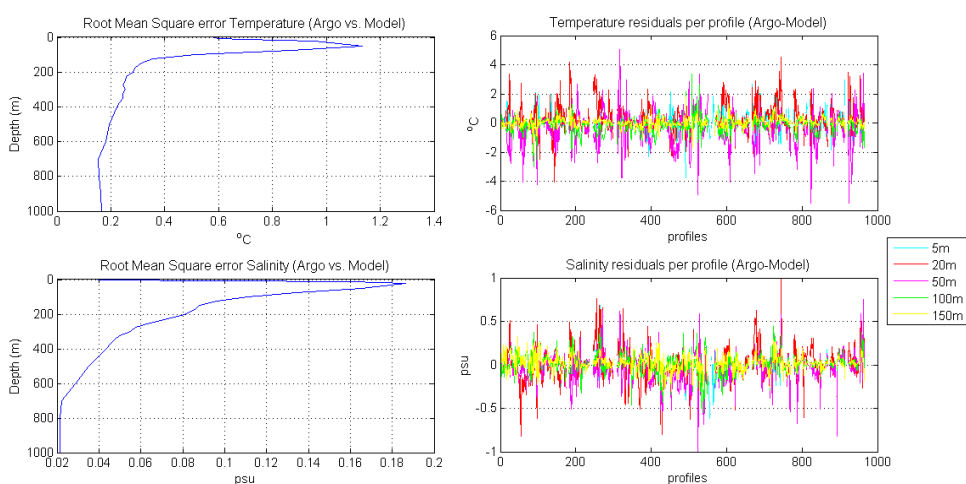 Root Mean Square error Temperature (Argo vs. Model)
0
200
400
600
800
1000
Depth (m)
0 0.2 0.4 0.6 0.8 1 1.2 1.4
ºC
Temperature residuals per profile (Argo-Model)
6
4
2
0
-2
-4
-6
ºC
0 200 400 600 800 1000
profiles
Root Mean Square error Salinity (Argo vs. Model)
0
200
400
600
800
1000
Depth (m)
0.02 0.04 0.06 0.08 0.1 0.12 0.14 0.16 0.18 0.2
psu
Salinity residuals per profile (Argo-Model)
1
0.5
0
-0.5
-1
psu
0 200 400 600 800 1000
profiles
5m
20m
50m
100m
150m